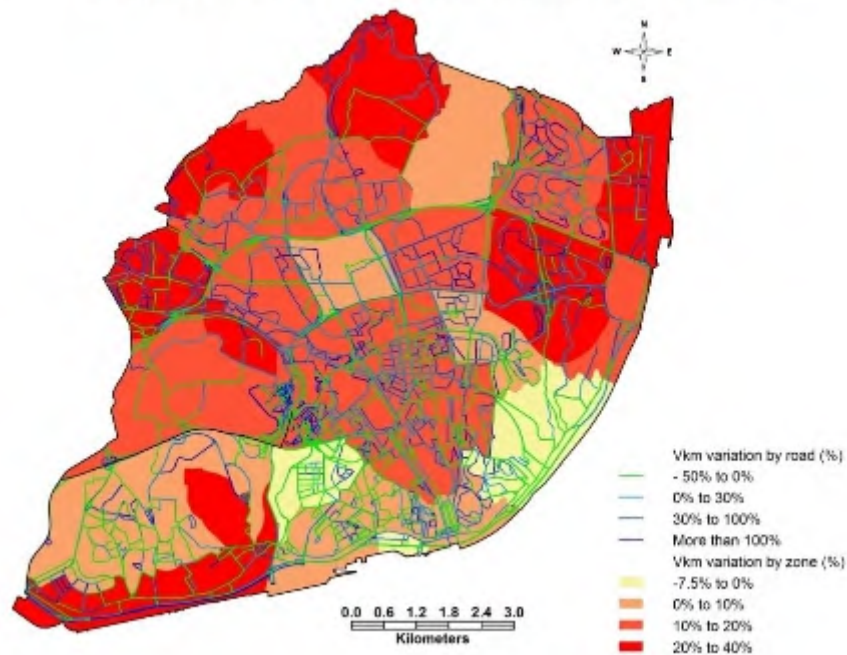 N
W E
S
Vkm variation by road (%)
- 50% to 0%
0% to 30%
30% to 100%
More than 100%
Vkm variation by zone (%)
-7.5% to 0%
0% to 10%
10% to 20%
20% to 40%
0.0 0.6 1.2 1.8 2.4 3.0
Kilometers